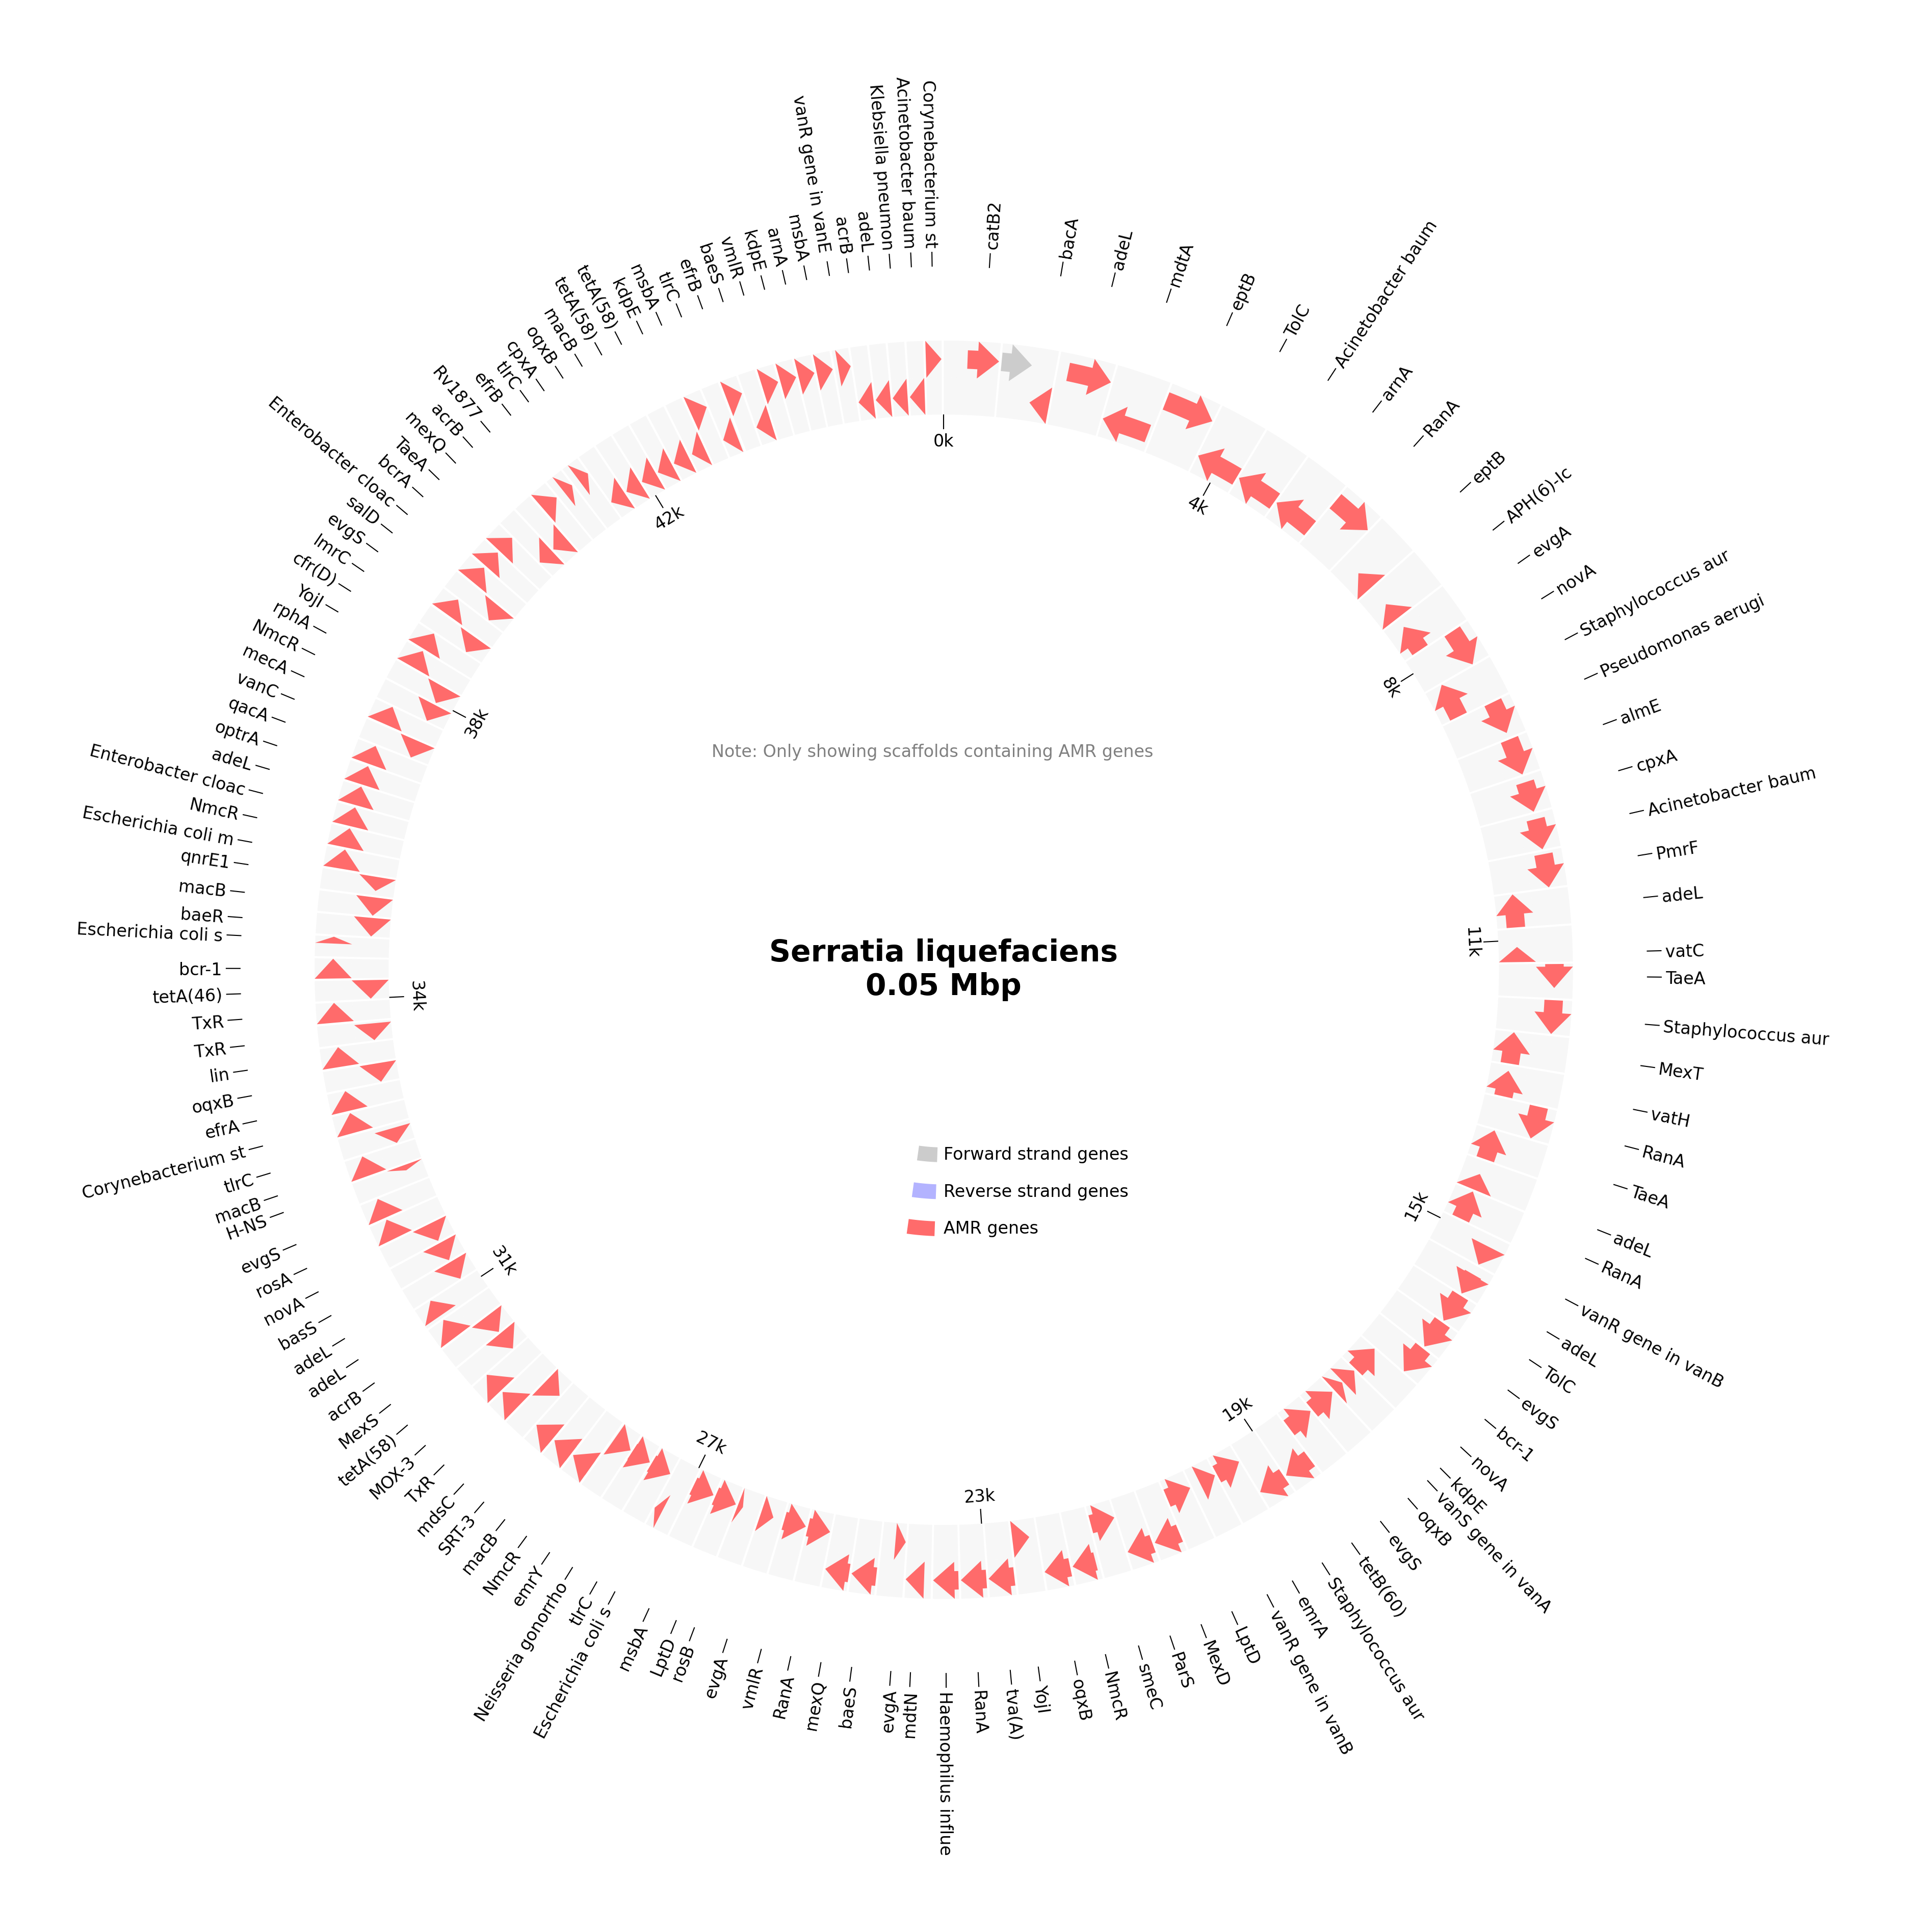 catB2
bacA
adeL
mdtA
eptB
TolC
Acinetobacter baum
arnA
RanA
eptB
APH(6)-Ic
evgA
novA
Staphylococcus aur
Pseudomonas aerugi
almE
cpxA
Acinetobacter baum
PmrF
adeL
vatC
TaeA
Staphylococcus aur
MexT
vatH
RanA
TaeA
adeL
RanA
vanR gene in vanB
adeL
TolC
evgS
bcr-1
novA
kdpE
vanS gene in vanA
oqxB
evgS
tetB(60)
Staphylococcus aur
emrA
vanR gene in vanB
LptD
MexD
ParS
smeC
NmcR
oqxB
YojI
tva(A)
RanA
Haemophilus influe
mdtN
evgA
baeS
mexQ
RanA
vmlR
evgA
rosB
LptD
msbA
Escherichia coli s
tlrC
Neisseria gonorrho
emrY
NmcR
macB
SRT-3
mdsC
TxR
MOX-3
tetA(58)
MexS
acrB
adeL
adeL
basS
novA
rosA
evgS
H-NS
macB
tlrC
Corynebacterium st
efrA
oqxB
lin
TxR
TxR
tetA(46)
bcr-1
Escherichia coli s
baeR
macB
qnrE1
Escherichia coli m
NmcR
Enterobacter cloac
adeL
optrA
qacA
vanC
mecA
NmcR
rphA
YojI
cfr(D)
lmrC
evgS
salD
Enterobacter cloac
bcrA
TaeA
mexQ
acrB
Rv1877
efrB
tlrC
cpxA
oqxB
macB
tetA(58)
tetA(58)
kdpE
msbA
tlrC
efrB
baeS
vmlR
kdpE
arnA
msbA
vanR gene in vanE
acrB
adeL
Klebsiella pneumon
Acinetobacter baum
Corynebacterium st
0k
4k
8k
11k
15k
19k
23k
27k
31k
34k
38k
42k
Note: Only showing scaffolds containing AMR genes
Serratia liquefaciens
0.05 Mbp
Forward strand genes
Reverse strand genes
AMR genes